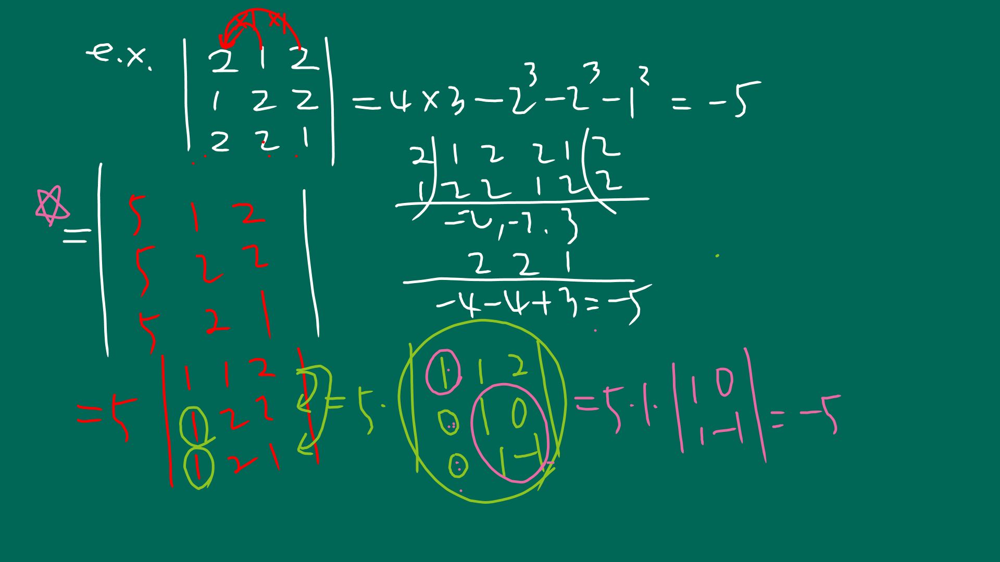 ×1 ×1
e.x. | 2 1 2 |
| 1 2 2 | = 4 × 3 - 2³ - 2³ - 1³ = -5
| 2 2 1 |
2 ) 1 2 2 1 ( 2
1 ) 2 2 1 2 ( 2
2 2 1
-4 - 4 + 3 = -5
☆ = | 5 1 2 |
| 5 2 2 |
| 5 2 1 |
= 5 | 1 1 2 |
| 1 2 2 |
| 1 2 1 |
= 5 · | 1 1 2 |
| 0 1 0 |
| 0 1 -1 |
= 5 · 1 · | 1 0 |
| 1 -1 | = -5